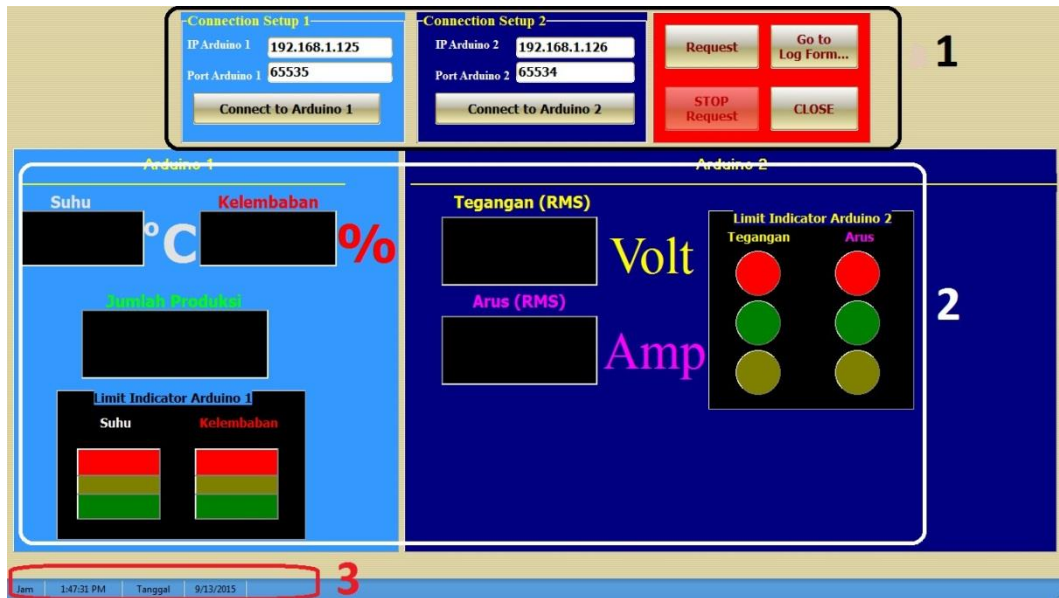 Connection Setup 1
IP Arduino 1 192.168.1.125
Port Arduino 1 65535
Connect to Arduino 1
Connection Setup 2
IP Arduino 2 192.168.1.126
Port Arduino 2 65534
Connect to Arduino 2
Request
Go to
Log Form...
STOP
Request
CLOSE
1
Arduino 1
Suhu
Kelembaban
°C
%
Jumlah Produksi
Limit Indicator Arduino 1
Suhu
Kelembaban
Arduino 2
Tegangan (RMS)
Volt
Arus (RMS)
Amp
Limit Indicator Arduino 2
Tegangan
Arus
2
Jam 1:47:31 PM Tanggal 9/13/2015
3